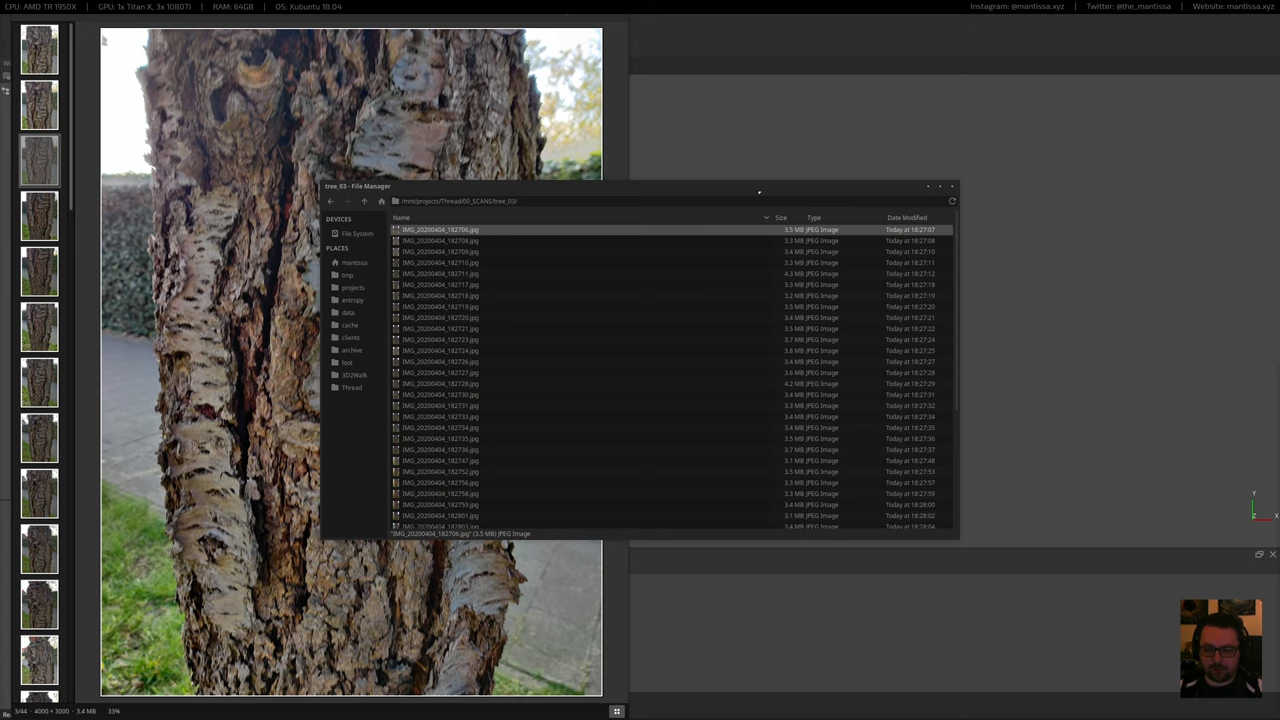 CPU: AMD TR 1950X | GPU: 1x Titan X, 3x 1080Ti | RAM: 64GB | OS: Xubuntu 18.04
Instagram: @mantissa.xyz | Twitter: @the_mantissa | Website: mantissa.xyz
tree_03 - File Manager
/mnt/projects/Thread/00_SCANS/tree_03/
DEVICES
File System
PLACES
mantissa
tmp
projects
entropy
data
cache
clients
archive
loot
3D2Walk
Thread
Name Size Type Date Modified
IMG_20200404_182706.jpg 3.5 MB JPEG Image Today at 18:27:07
IMG_20200404_182708.jpg 3.3 MB JPEG Image Today at 18:27:08
IMG_20200404_182709.jpg 3.4 MB JPEG Image Today at 18:27:10
IMG_20200404_182710.jpg 3.3 MB JPEG Image Today at 18:27:11
IMG_20200404_182711.jpg 4.3 MB JPEG Image Today at 18:27:12
IMG_20200404_182717.jpg 3.3 MB JPEG Image Today at 18:27:18
IMG_20200404_182718.jpg 3.2 MB JPEG Image Today at 18:27:19
IMG_20200404_182719.jpg 3.5 MB JPEG Image Today at 18:27:20
IMG_20200404_182720.jpg 3.4 MB JPEG Image Today at 18:27:21
IMG_20200404_182721.jpg 3.5 MB JPEG Image Today at 18:27:22
IMG_20200404_182723.jpg 3.7 MB JPEG Image Today at 18:27:24
IMG_20200404_182724.jpg 3.8 MB JPEG Image Today at 18:27:25
IMG_20200404_182726.jpg 3.4 MB JPEG Image Today at 18:27:27
IMG_20200404_182727.jpg 3.6 MB JPEG Image Today at 18:27:28
IMG_20200404_182728.jpg 4.2 MB JPEG Image Today at 18:27:29
IMG_20200404_182730.jpg 3.4 MB JPEG Image Today at 18:27:31
IMG_20200404_182731.jpg 3.3 MB JPEG Image Today at 18:27:32
IMG_20200404_182733.jpg 3.4 MB JPEG Image Today at 18:27:34
IMG_20200404_182734.jpg 3.4 MB JPEG Image Today at 18:27:35
IMG_20200404_182735.jpg 3.5 MB JPEG Image Today at 18:27:36
IMG_20200404_182736.jpg 3.7 MB JPEG Image Today at 18:27:37
IMG_20200404_182747.jpg 3.1 MB JPEG Image Today at 18:27:48
IMG_20200404_182752.jpg 3.5 MB JPEG Image Today at 18:27:53
IMG_20200404_182756.jpg 3.3 MB JPEG Image Today at 18:27:57
IMG_20200404_182758.jpg 3.3 MB JPEG Image Today at 18:27:59
IMG_20200404_182759.jpg 3.4 MB JPEG Image Today at 18:28:00
IMG_20200404_182801.jpg 3.1 MB JPEG Image Today at 18:28:02
IMG_20200404_182803.jpg 3.4 MB JPEG Image Today at 18:28:04
"IMG_20200404_182706.jpg" (3.5 MB) JPEG Image
Y
Z X
3/44 · 4000 × 3000 · 3.4 MB 33%